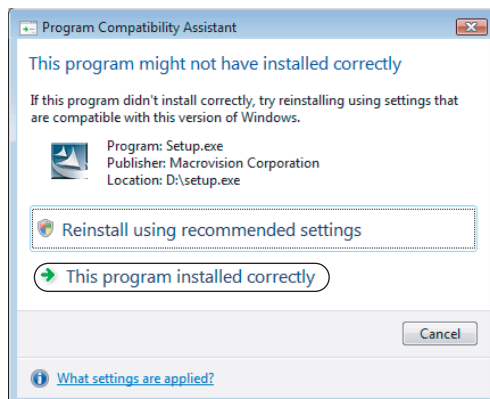 Program Compatibility Assistant
This program might not have installed correctly
If this program didn't install correctly, try reinstalling using settings that
are compatible with this version of Windows.
Program: Setup.exe
Publisher: Macrovision Corporation
Location: D:\setup.exe
Reinstall using recommended settings
This program installed correctly
Cancel
What settings are applied?